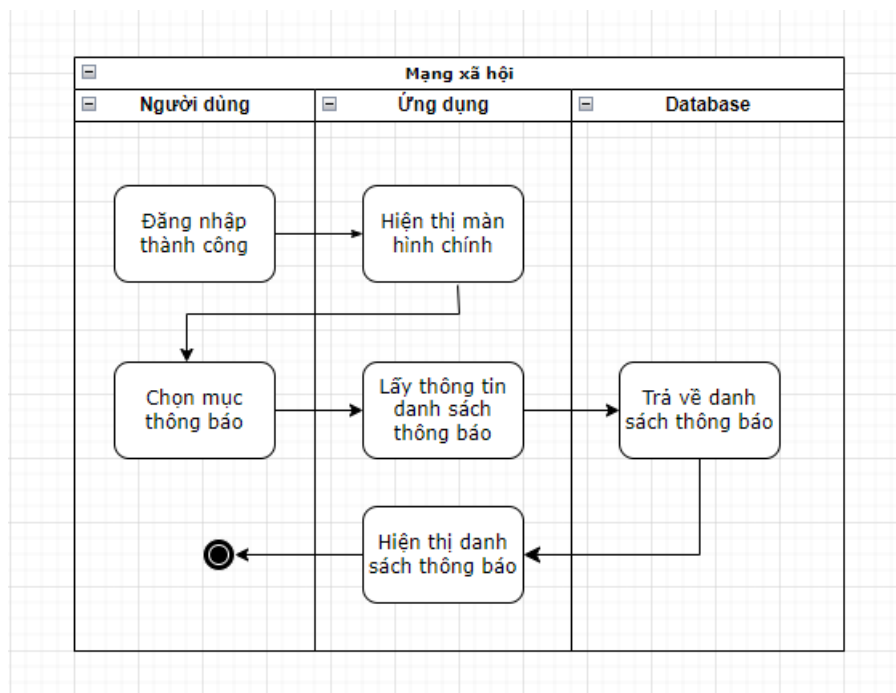 Mạng xã hội
Người dùng
Ứng dụng
Database
Đăng nhập
thành công
Hiện thị màn
hình chính
Chọn mục
thông báo
Lấy thông tin
danh sách
thông báo
Trả về danh
sách thông báo
Hiện thị danh
sách thông báo